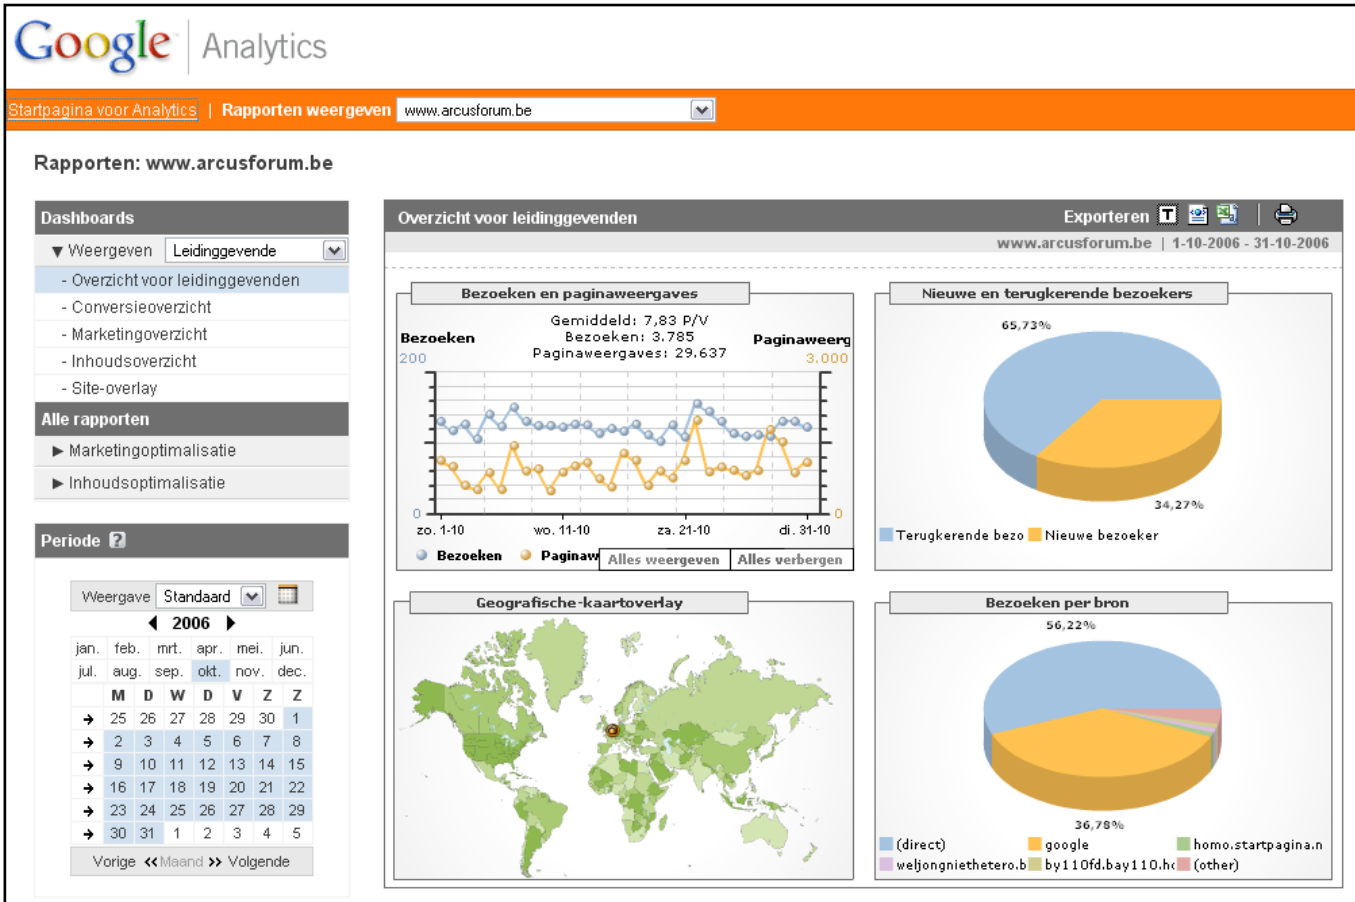 Google Analytics
Startpagina voor Analytics | Rapporten weergeven www.arcusforum.be
Rapporten: www.arcusforum.be
Dashboards
Weergeven Leidinggevende
- Overzicht voor leidinggevenden
- Conversieoverzicht
- Marketingoverzicht
- Inhoudsoverzicht
- Site-overlay
Alle rapporten
Marketingoptimalisatie
Inhoudsoptimalisatie
Periode ?
Weergave Standaard
2006
jan. feb. mrt. apr. mei. jun.
jul. aug. sep. okt. nov. dec.
M D W D V Z Z
25 26 27 28 29 30 1
2 3 4 5 6 7 8
9 10 11 12 13 14 15
16 17 18 19 20 21 22
23 24 25 26 27 28 29
30 31 1 2 3 4 5
Vorige << Maand >> Volgende
Overzicht voor leidinggevenden
Exporteren T
www.arcusforum.be | 1-10-2006 - 31-10-2006
Bezoeken en paginaweergaves
Gemiddeld: 7,83 P/V
Bezoeken: 3.785
Paginaweergaves: 29.637
Bezoeken
200
Paginaweerg
3.000
0
0
zo. 1-10 wo. 11-10 za. 21-10 di. 31-10
Bezoeken Paginaw
Alles weergeven Alles verbergen
Nieuwe en terugkerende bezoekers
65,73%
34,27%
Terugkerende bezo Nieuwe bezoeker
Geografische-kaartoverlay
Bezoeken per bron
56,22%
36,78%
(direct) google homo.startpagina.n
weljongniethetero.b by110fd.bay110.ho (other)